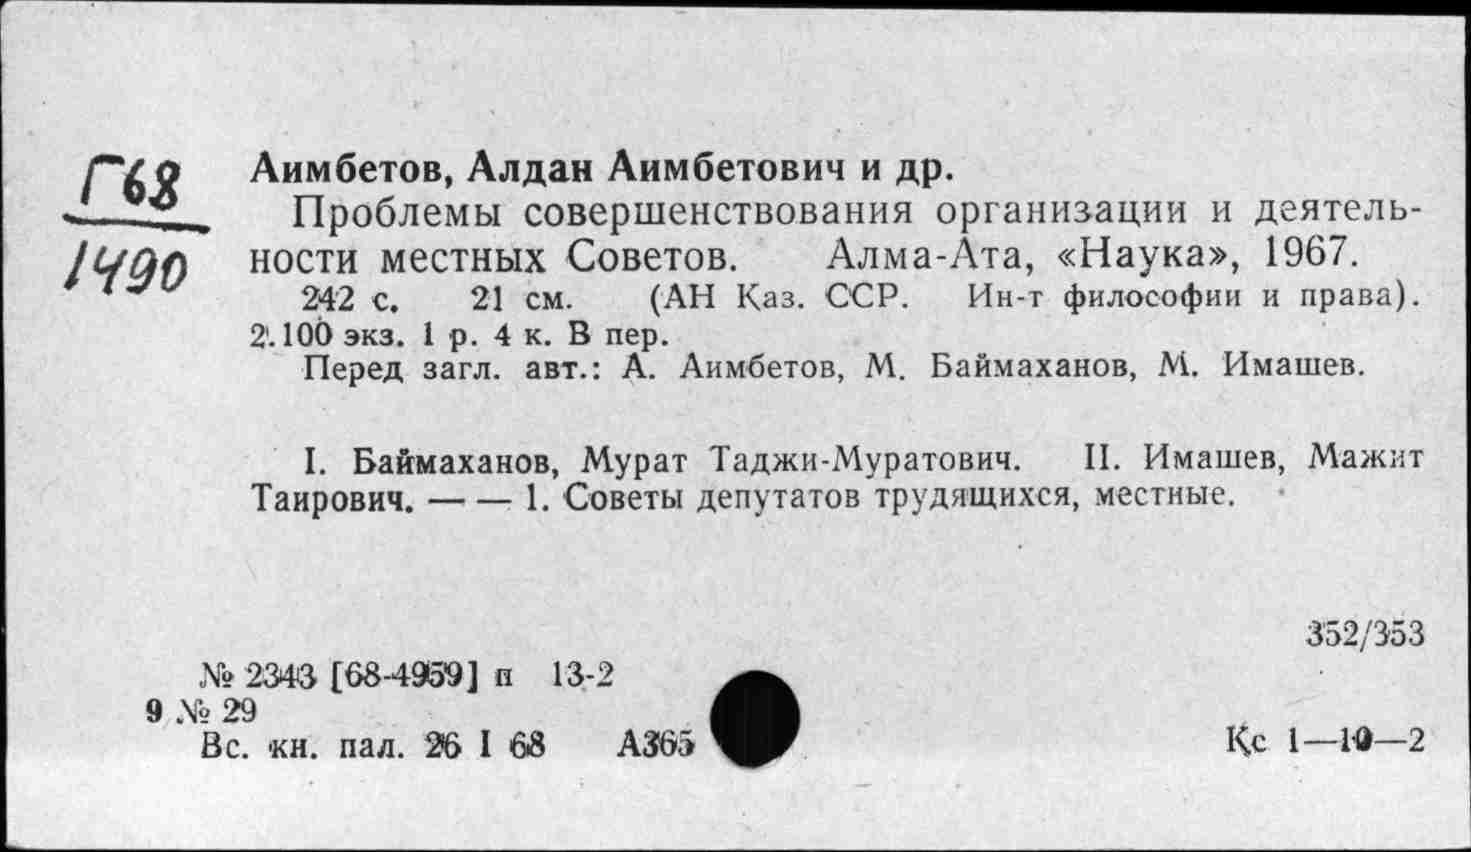 Г68
1490
Аимбетов, Алдан Аимбетович и др.
Проблемы совершенствования организации и деятель-
ности местных Советов. Алма-Ата, «Наука», 1967.
242 с. 21 см. (АН Каз. ССР. Ин-т философии и права).
2.100 экз. 1 р. 4 к. В пер.
Перед загл. авт.: А. Аимбетов, М. Баймаханов, М. Имашев.
I. Баймаханов, Мурат Таджи-Муратович. II. Имашев, Мажит
Таирович. — — 1. Советы депутатов трудящихся, местные.
352/353
№ 2343 [68-4959] п 13-2
9 № 29
Вс. кн. пал. 26 I 68 А365
Кс 1—10—2